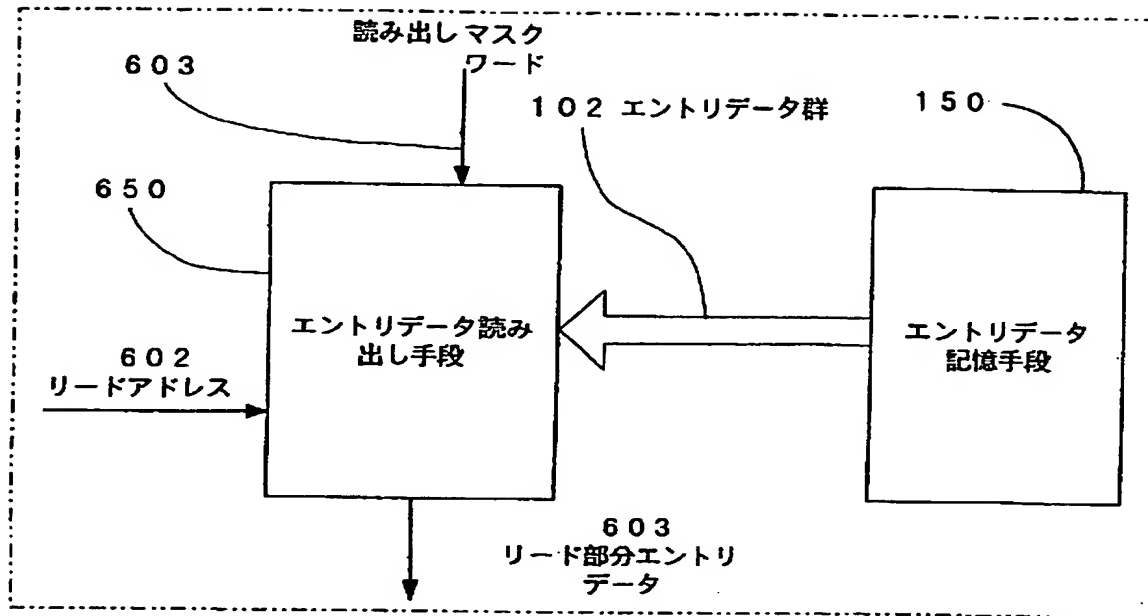 読み出しマスク
ワード
603
102 エントリデータ群
150
650
エントリデータ読み
出し手段
エントリデータ
記憶手段
602
リードアドレス
603
リード部分エントリ
データ